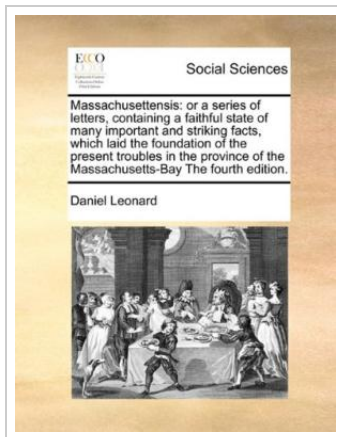 ECCO
Social Sciences
Massachusettensis: or a series of
letters, containing a faithful state of
many important and striking facts,
which laid the foundation of the
present troubles in the province of the
Massachusetts-Bay The fourth edition.
Daniel Leonard